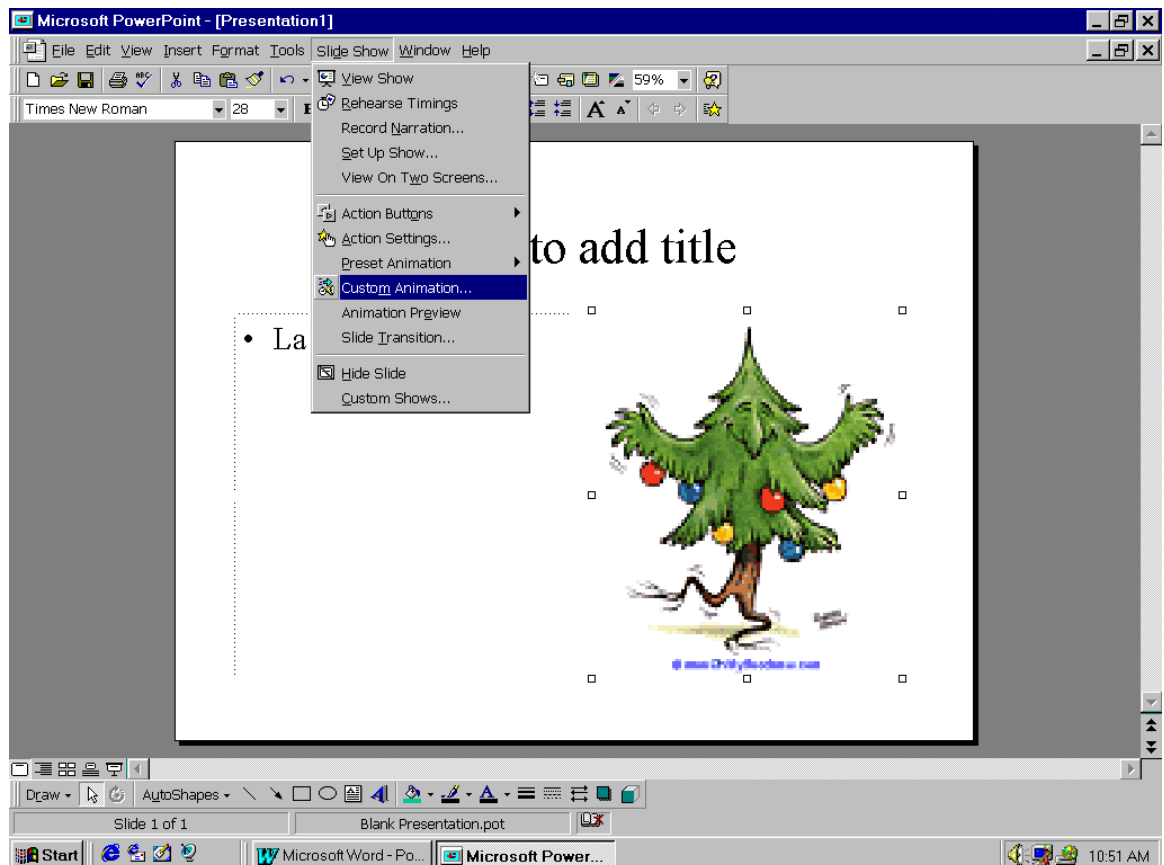 Microsoft PowerPoint - [Presentation1]
File Edit View Insert Format Tools Slide Show Window Help
59%
Times New Roman 28
View Show
Rehearse Timings
Record Narration...
Set Up Show...
View On Two Screens...
Action Buttons
Action Settings...
Preset Animation
Custom Animation...
Animation Preview
Slide Transition...
Hide Slide
Custom Shows...
to add title
• La
Draw AutoShapes
Slide 1 of 1 Blank Presentation.pot
Start Microsoft Word - Po... Microsoft Power... 10:51 AM